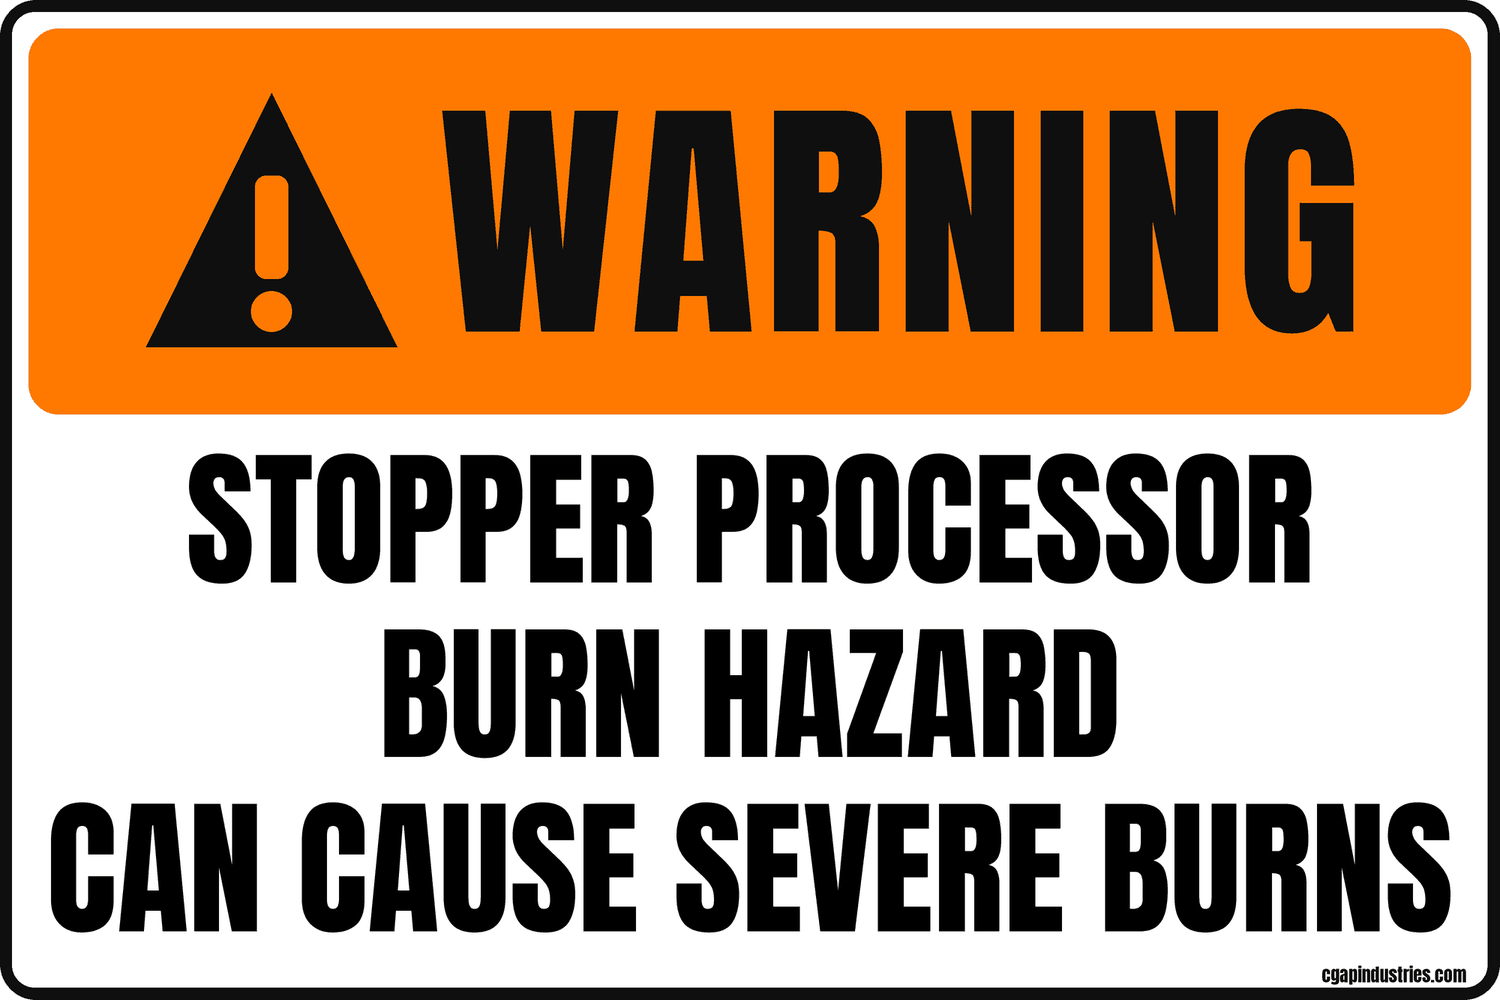 WARNING
STOPPER PROCESSOR
BURN HAZARD
CAN CAUSE SEVERE BURNS
cgapindustries.com